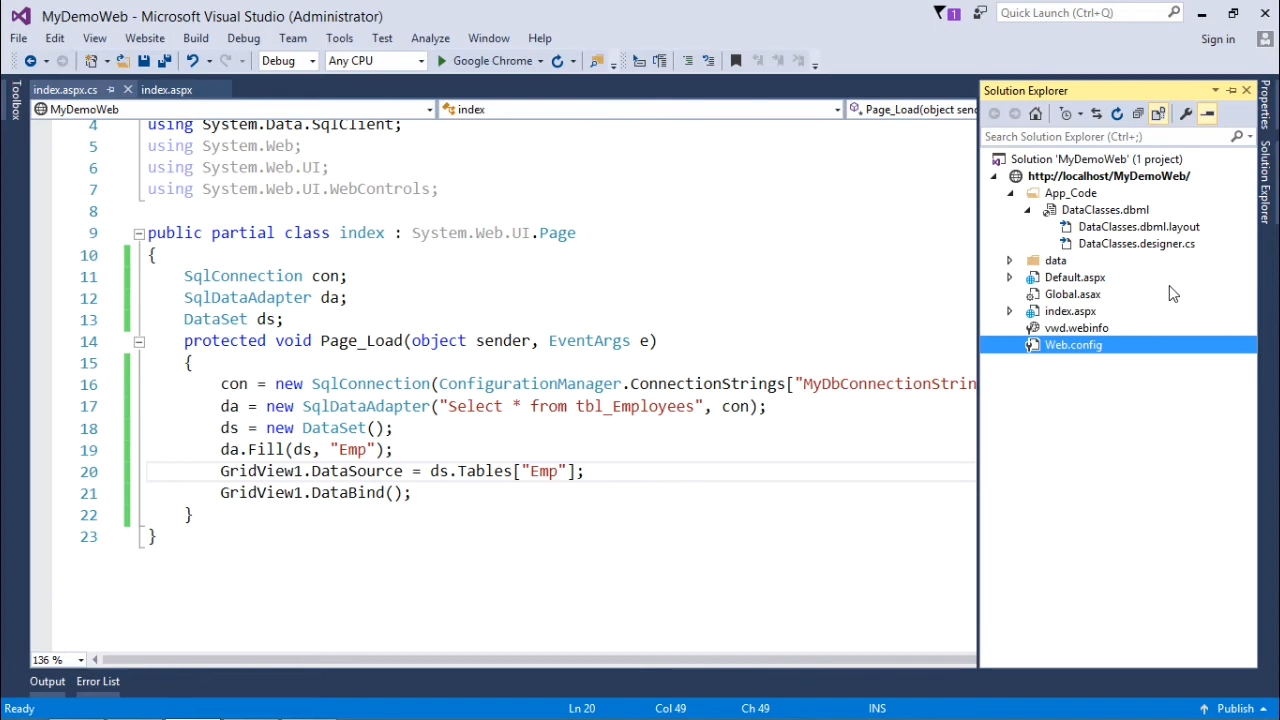 MyDemoWeb - Microsoft Visual Studio (Administrator)
1
Quick Launch (Ctrl+Q)
File Edit View Website Build Debug Team Tools Test Analyze Window Help
Sign in
Debug
Any CPU
Google Chrome
Toolbox
index.aspx.cs
index.aspx
MyDemoWeb
index
Page_Load(object send
4 using System.Data.SqlClient;
5 using System.Web;
6 using System.Web.UI;
7 using System.Web.UI.WebControls;
8
9 public partial class index : System.Web.UI.Page
10 {
11 SqlConnection con;
12 SqlDataAdapter da;
13 DataSet ds;
14 protected void Page_Load(object sender, EventArgs e)
15 {
16 con = new SqlConnection(ConfigurationManager.ConnectionStrings["MyDbConnectionStrin
17 da = new SqlDataAdapter("Select * from tbl_Employees", con);
18 ds = new DataSet();
19 da.Fill(ds, "Emp");
20 GridView1.DataSource = ds.Tables["Emp"];
21 GridView1.DataBind();
22 }
23 }
136 %
Solution Explorer
Search Solution Explorer (Ctrl+;)
Solution 'MyDemoWeb' (1 project)
http://localhost/MyDemoWeb/
App_Code
DataClasses.dbml
DataClasses.dbml.layout
DataClasses.designer.cs
data
Default.aspx
Global.asax
index.aspx
vwd.webinfo
Web.config
Properties
Solution Explorer
Output
Error List
Ready
Ln 20
Col 49
Ch 49
INS
Publish